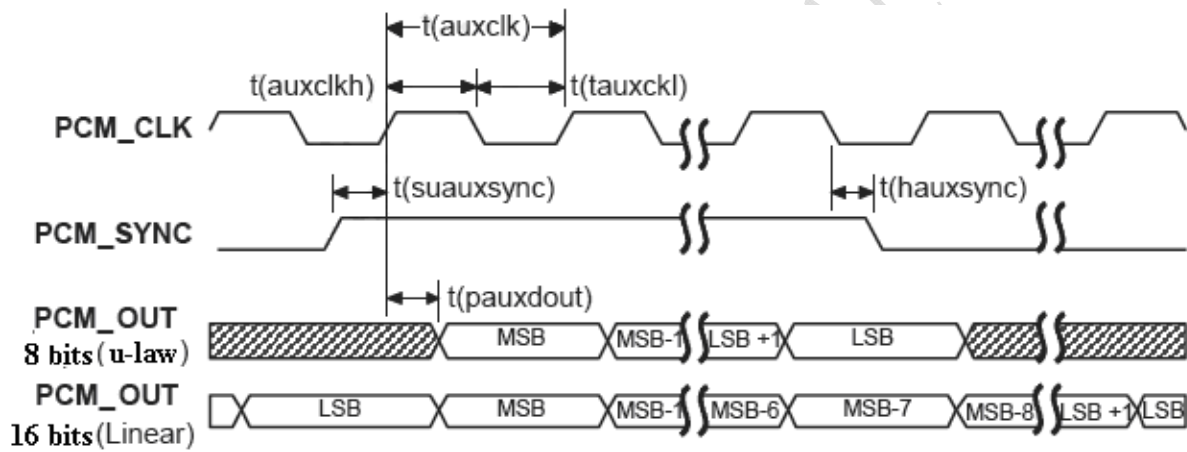 t(auxclk)
t(auxclkh)
t(tauxckl)
PCM_CLK
t(suauxsync)
t(hauxsync)
PCM_SYNC
t(pauxdout)
PCM_OUT
8 bits(u-law)
MSB MSB-1 LSB +1 LSB
PCM_OUT
16 bits(Linear)
LSB MSB MSB-1 MSB-6 MSB-7 MSB-8 LSB +1 LSB